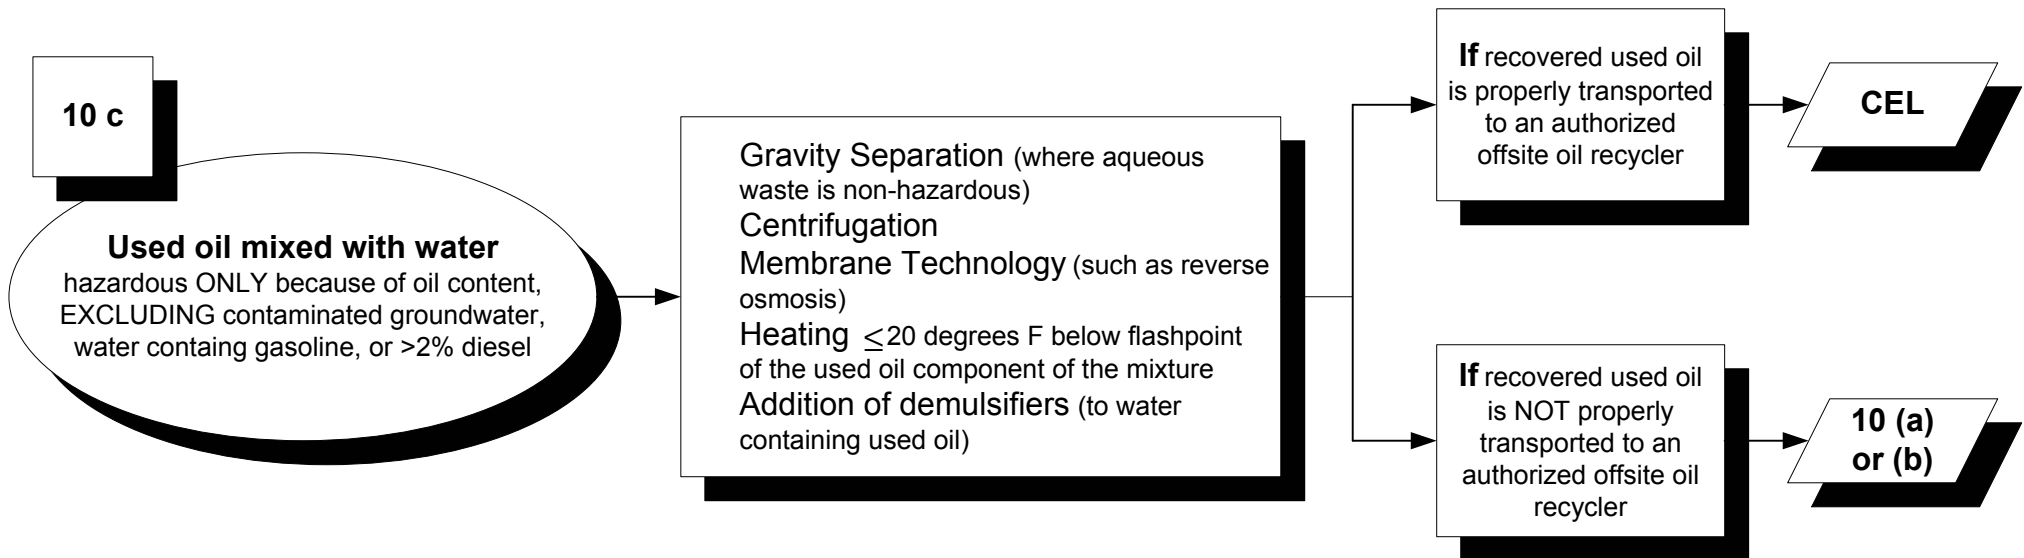 10 c
Used oil mixed with water
hazardous ONLY because of oil content,
EXCLUDING contaminated groundwater,
water containg gasoline, or >2% diesel
Gravity Separation (where aqueous
waste is non-hazardous)
Centrifugation
Membrane Technology (such as reverse
osmosis)
Heating ≤20 degrees F below flashpoint
of the used oil component of the mixture
Addition of demulsifiers (to water
containing used oil)
If recovered used oil
is properly transported
to an authorized
offsite oil recycler
CEL
If recovered used oil
is NOT properly
transported to an
authorized offsite oil
recycler
10 (a)
or (b)